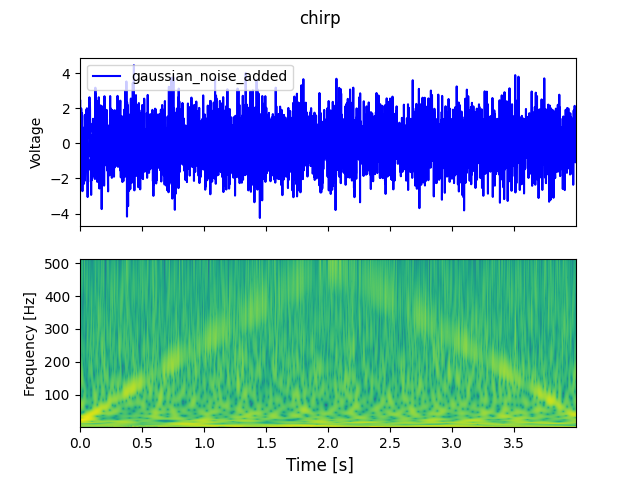 chirp
gaussian_noise_added
4
2
0
−2
−4
Voltage
500
400
300
200
100
Frequency [Hz]
0.0 0.5 1.0 1.5 2.0 2.5 3.0 3.5
Time [s]